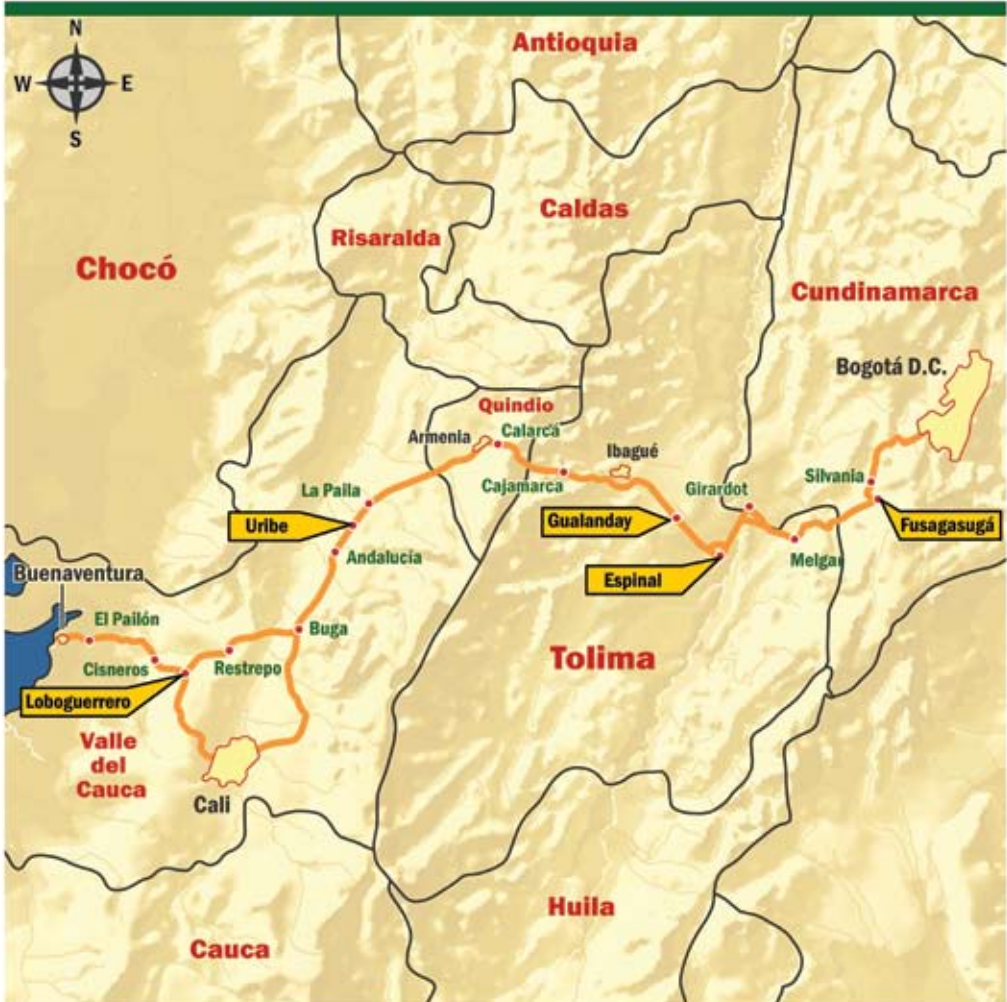 N
W
E
S
Antioquia
Chocó
Risaralda
Caldas
Cundinamarca
Bogotá D.C.
Quindio
Armenia
Calarcá
Ibagué
Cajamarca
La Paila
Uribe
Gualanday
Girardot
Silvania
Fusagasugá
Melgar
Espinal
Andalucía
Buenaventura
El Pailón
Buga
Cisneros
Restrepo
Loboguerrero
Tolima
Valle
del
Cauca
Cali
Huila
Cauca